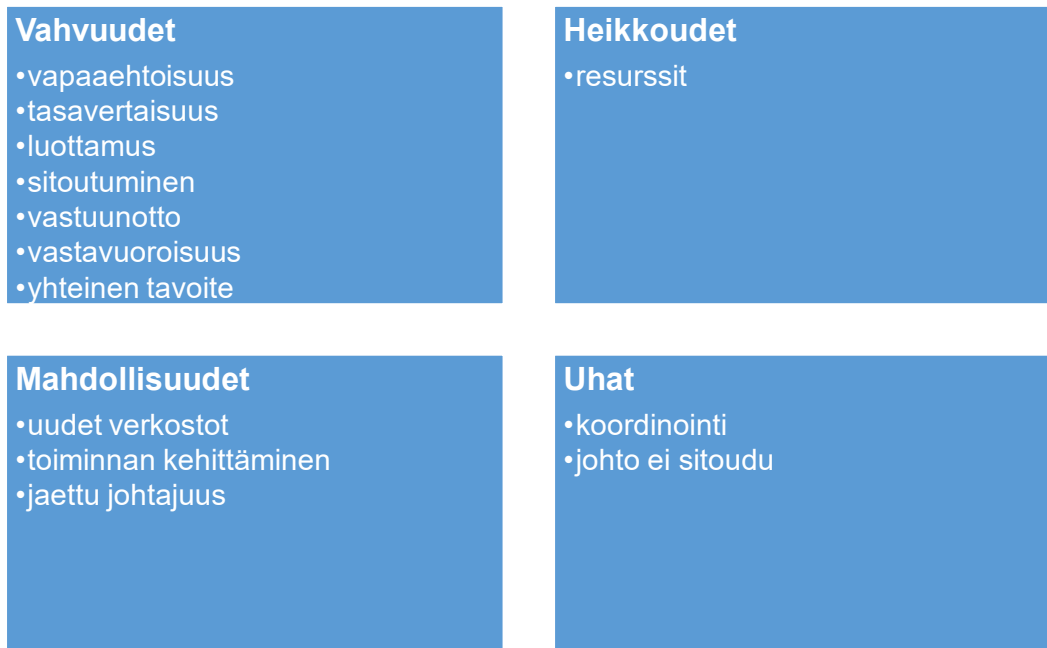 Vahvuudet
•vapaaehtoisuus
•tasavertaisuus
•luottamus
•sitoutuminen
•vastuunotto
•vastavuoroisuus
•yhteinen tavoite
Heikkoudet
•resurssit
Mahdollisuudet
•uudet verkostot
•toiminnan kehittäminen
•jaettu johtajuus
Uhat
•koordinointi
•johto ei sitoudu